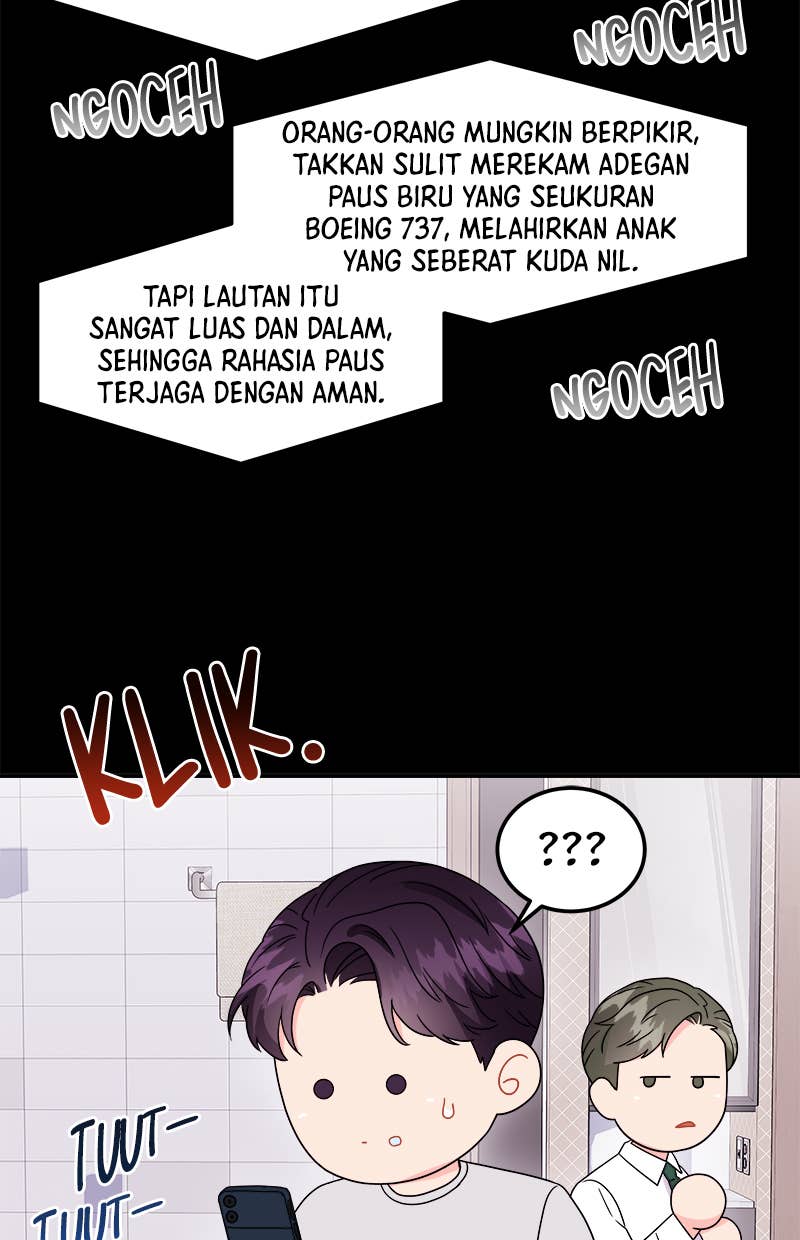 NGOCEH
NGOCEH
ORANG-ORANG MUNGKIN BERPIKIR,
TAKKAN SULIT MEREKAM ADEGAN
PAUS BIRU YANG SEUKURAN
BOEING 737, MELAHIRKAN ANAK
YANG SEBERAT KUDA NIL.
TAPI LAUTAN ITU
SANGAT LUAS DAN DALAM,
SEHINGGA RAHASIA PAUS
TERJAGA DENGAN AMAN.
NGOCEH
KLIK.
???
TUUT—
TUUT—